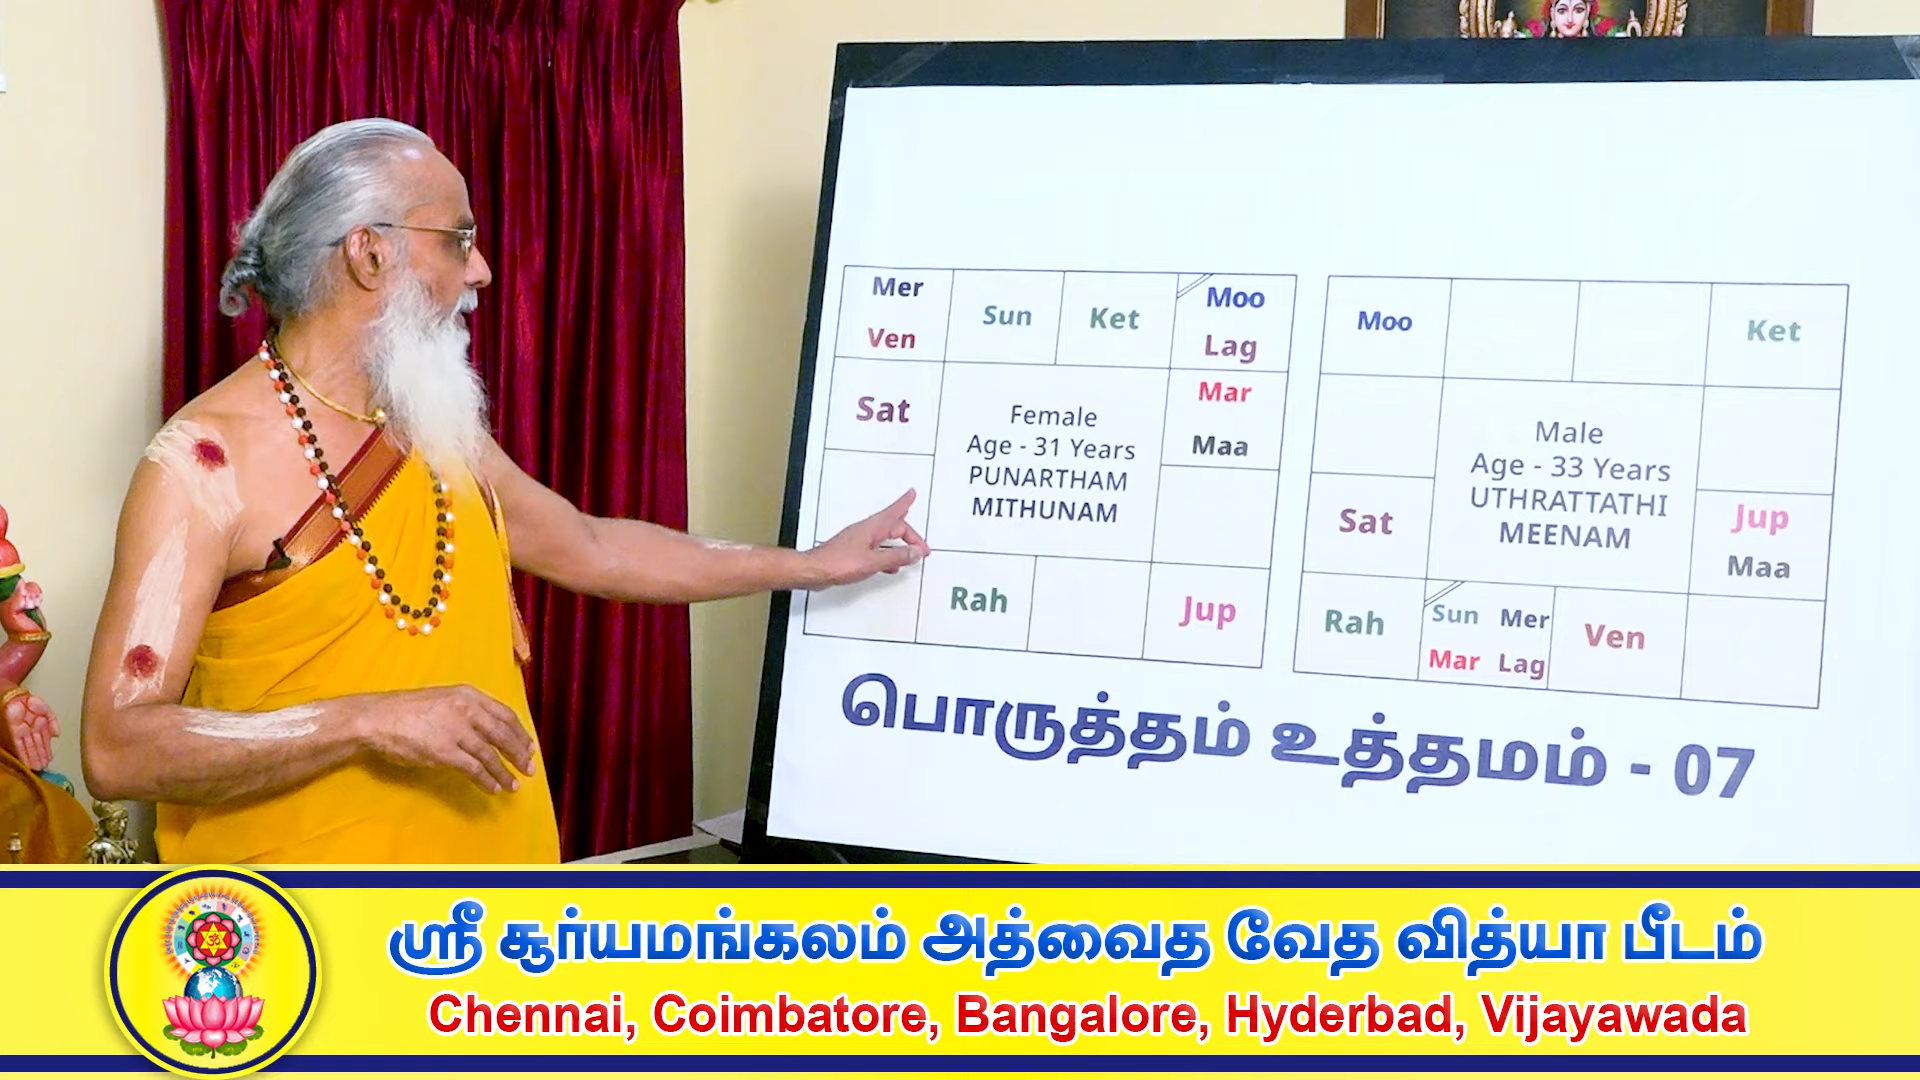 Mer
Ven
Sun
Ket
Moo
Lag
Sat
Mar
Maa
Female
Age - 31 Years
PUNARTHAM
MITHUNAM
Rah
Jup
Moo
Ket
Male
Age - 33 Years
UTHRATTATHI
MEENAM
Sat
Jup
Maa
Rah
Sun Mer
Mar Lag
Ven
பொருத்தம் உத்தமம் - 07
ஸ்ரீ சூர்யமங்கலம் அத்வைத வேத வித்யா பீடம்
Chennai, Coimbatore, Bangalore, Hyderbad, Vijayawada